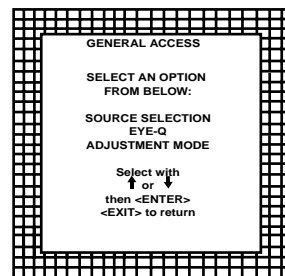 GENERAL ACCESS
SELECT AN OPTION
FROM BELOW:
SOURCE SELECTION
EYE-Q
ADJUSTMENT MODE
Select with
or
then <ENTER>
<EXIT> to return